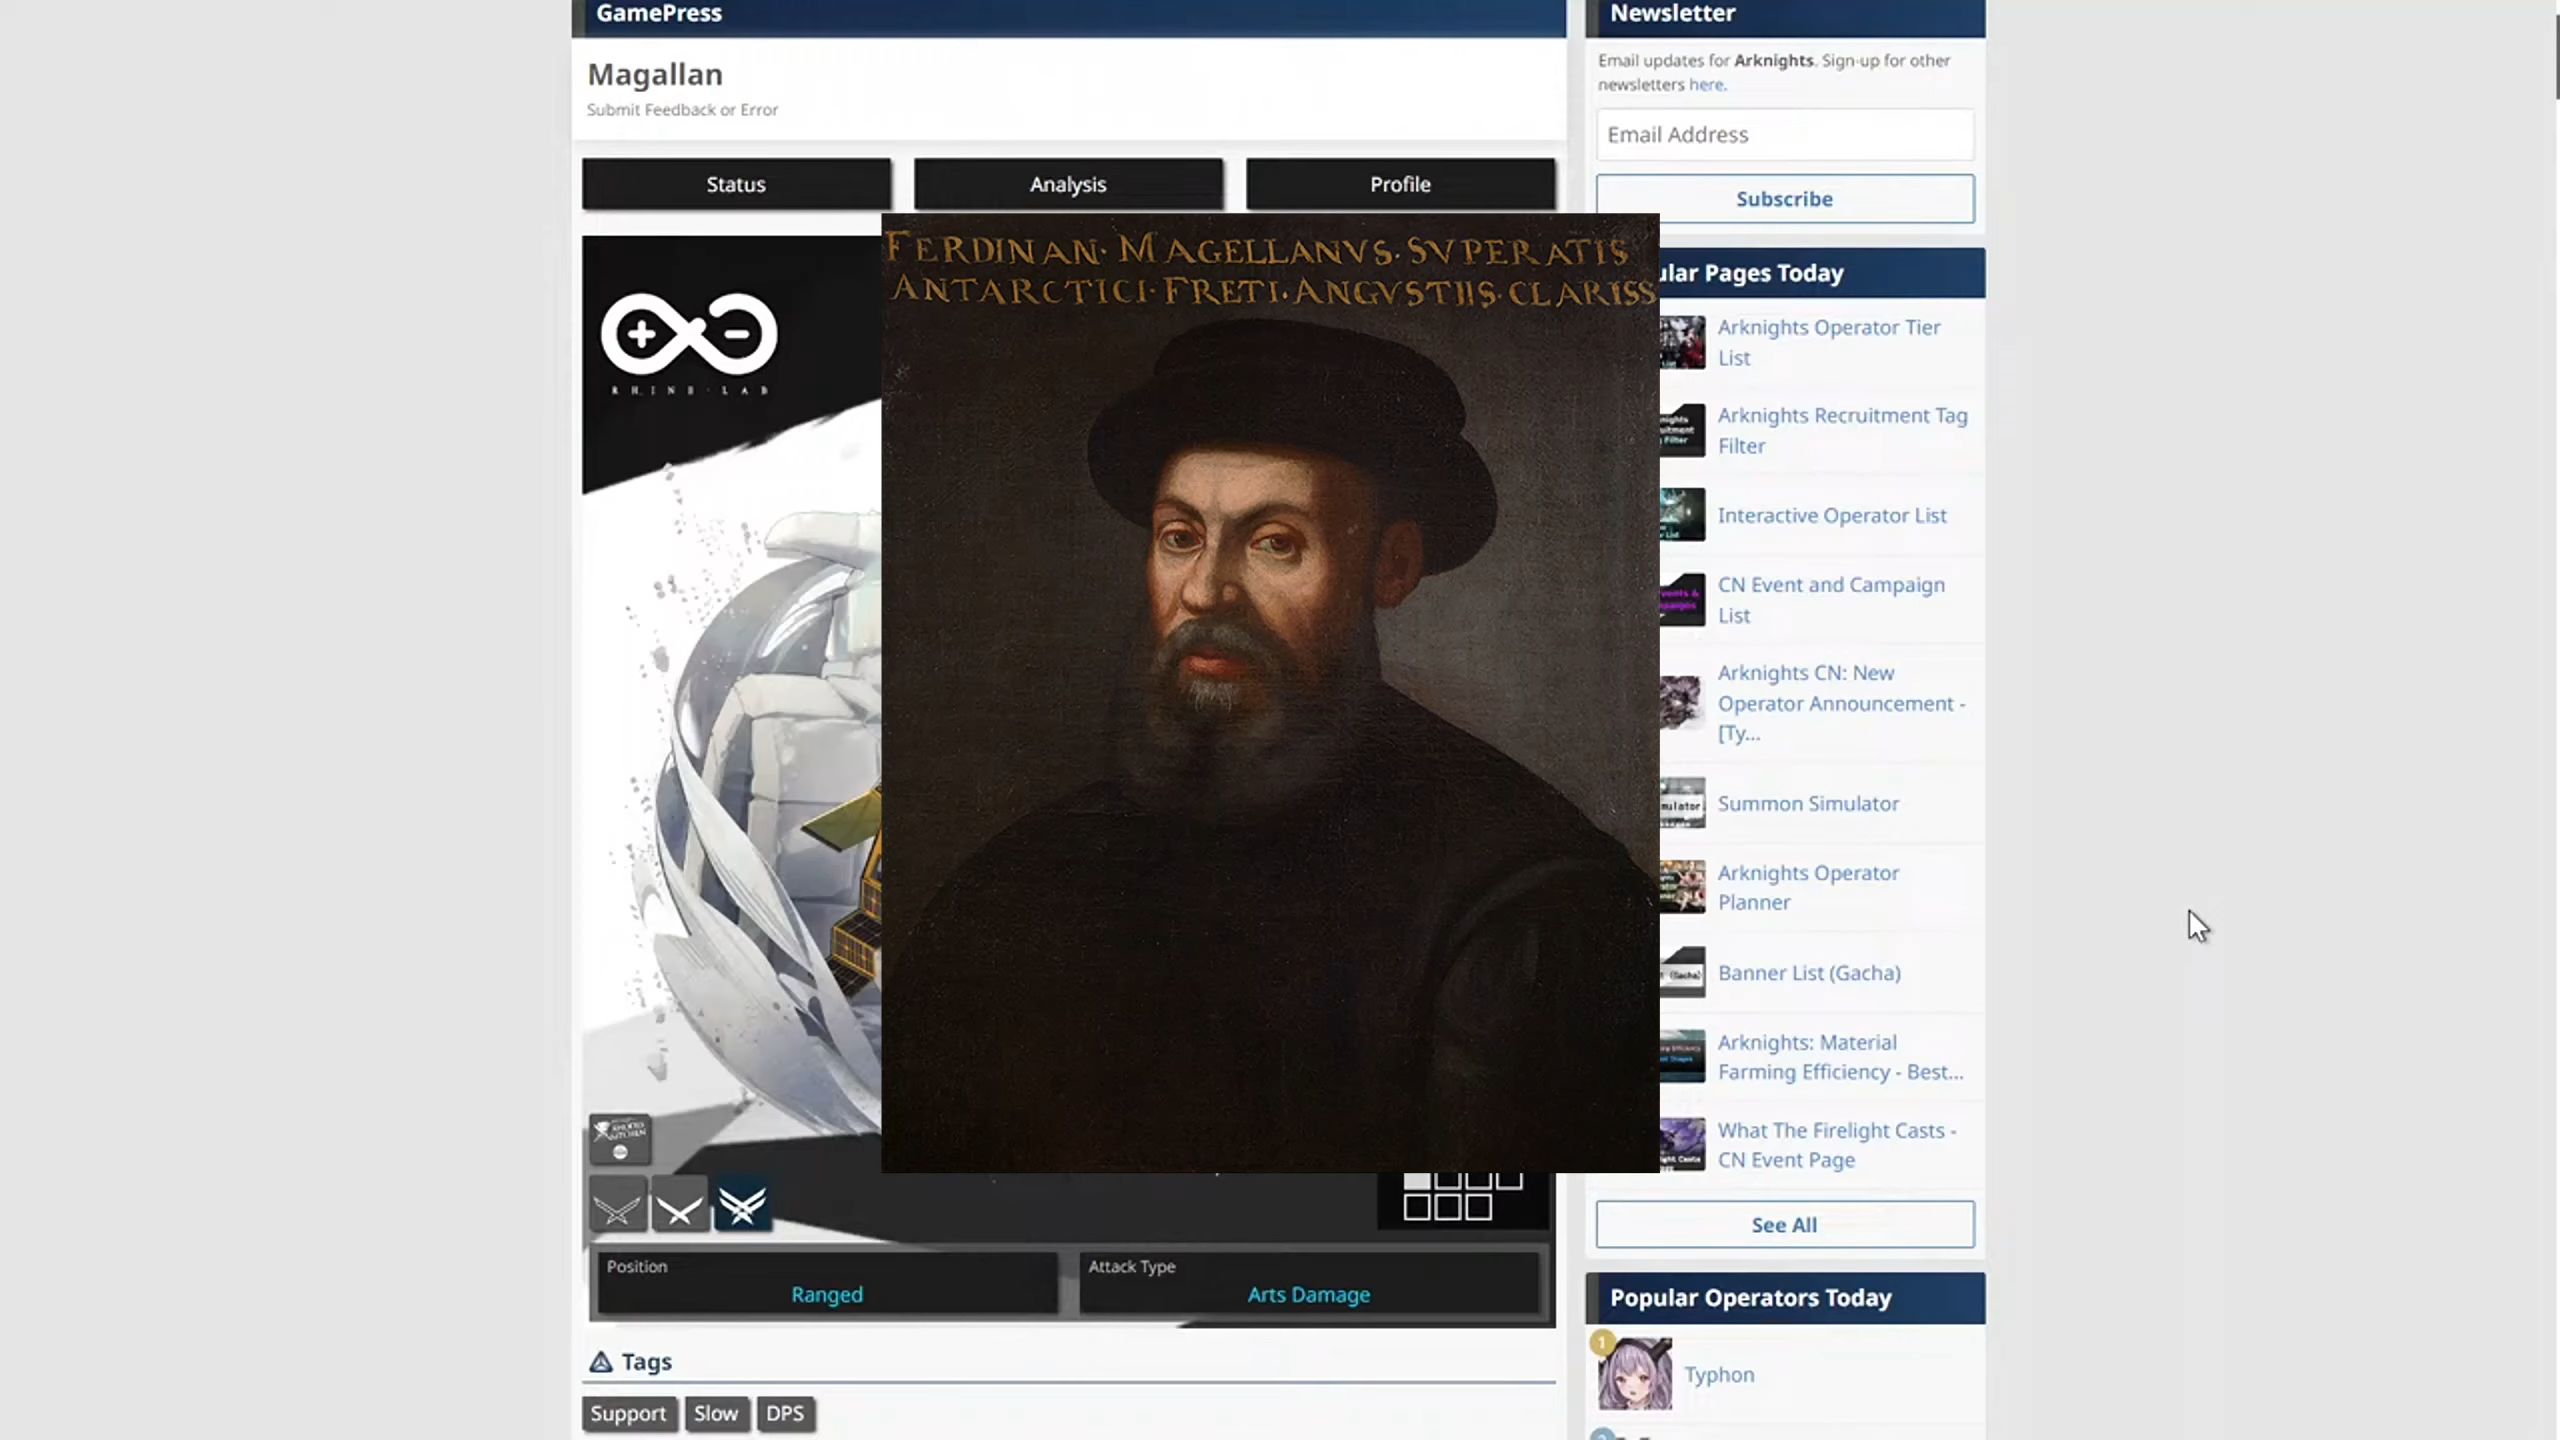 GamePress
Magallan
Submit Feedback or Error
Status
Analysis
Profile
RHINE LAB
FERDINAN· MAGELLANVS· SVPERATIS
ANTARCTICI· FRETI· ANGVSTIIS· CLARISS
Position
Ranged
Attack Type
Arts Damage
Tags
Support
Slow
DPS
Newsletter
Email updates for Arknights. Sign-up for other
newsletters here.
Email Address
Subscribe
ular Pages Today
Arknights Operator Tier
List
Arknights Recruitment Tag
Filter
Interactive Operator List
CN Event and Campaign
List
Arknights CN: New
Operator Announcement -
[Ty...
Summon Simulator
Arknights Operator
Planner
Banner List (Gacha)
Arknights: Material
Farming Efficiency - Best...
What The Firelight Casts -
CN Event Page
See All
Popular Operators Today
1
Typhon